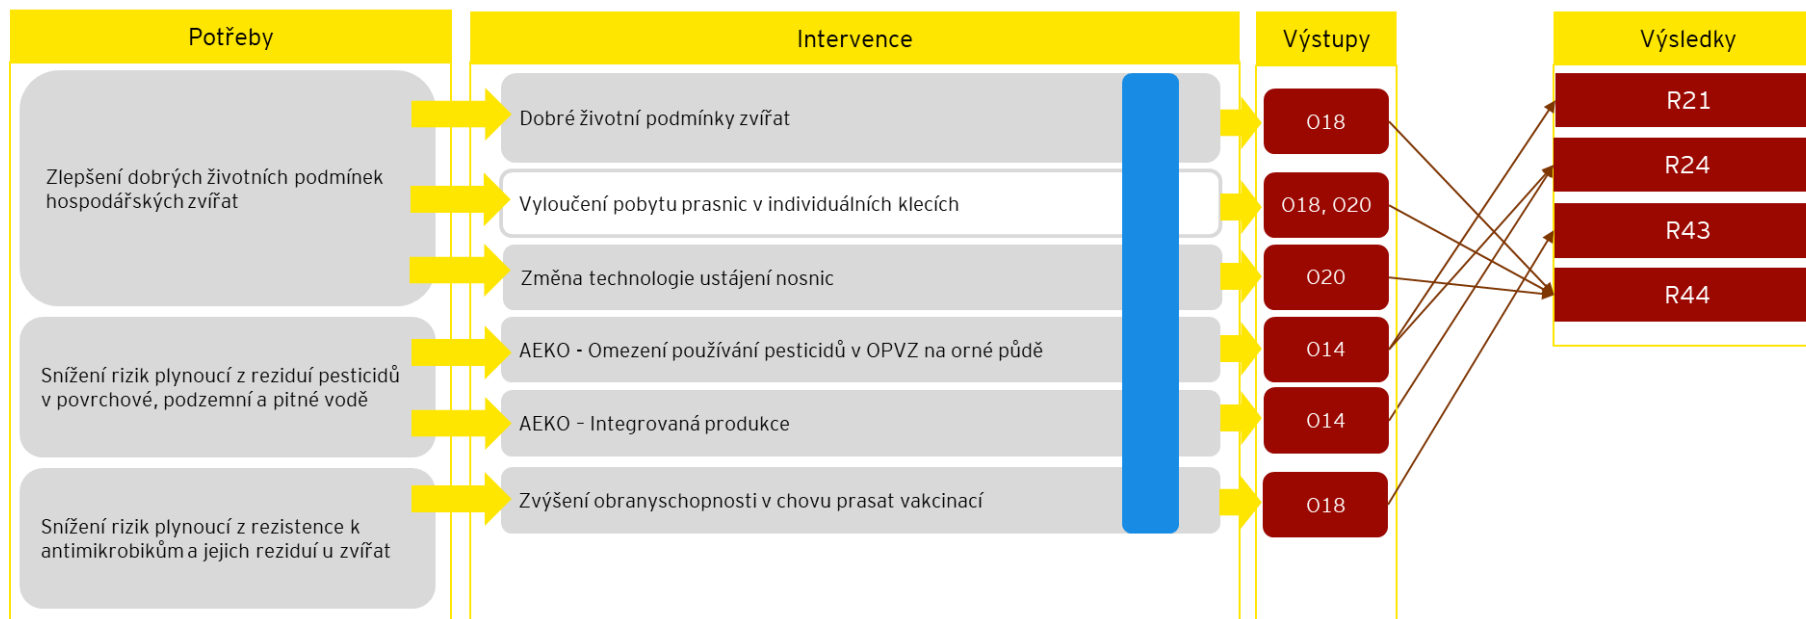 Potřeby
Intervence
Výstupy
Výsledky
Zlepšení dobrých životních podmínek
hospodářských zvířat
Snížení rizik plynoucí z reziduí pesticidů
v povrchové, podzemní a pitné vodě
Snížení rizik plynoucí z rezistence k
antimikrobikům a jejich reziduí u zvířat
Dobré životní podmínky zvířat
Vyloučení pobytu prasnic v individuálních klecích
Změna technologie ustájení nosnic
AEKO - Omezení používání pesticidů v OPVZ na orné půdě
AEKO – Integrovaná produkce
Zvýšení obranyschopnosti v chovu prasat vakcinací
O18
O18, O20
O20
O14
O14
O18
R21
R24
R43
R44